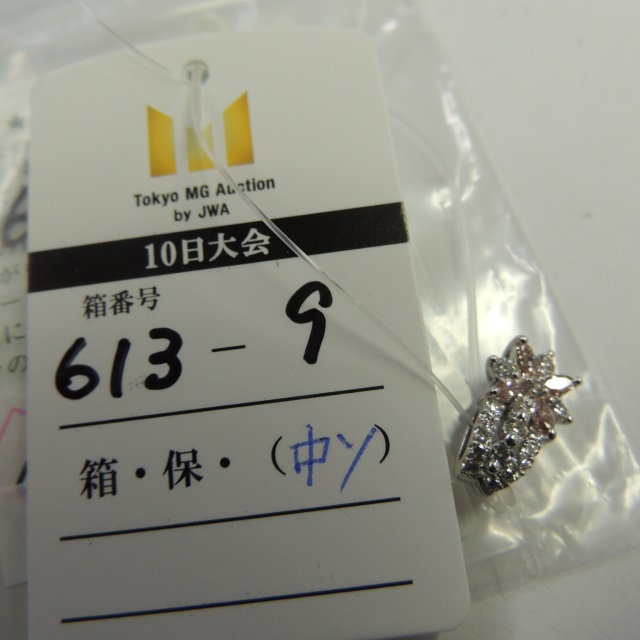 Tokyo MG Auction
by JWA
10日大会
箱番号
613-9
箱・保・(中ソ)